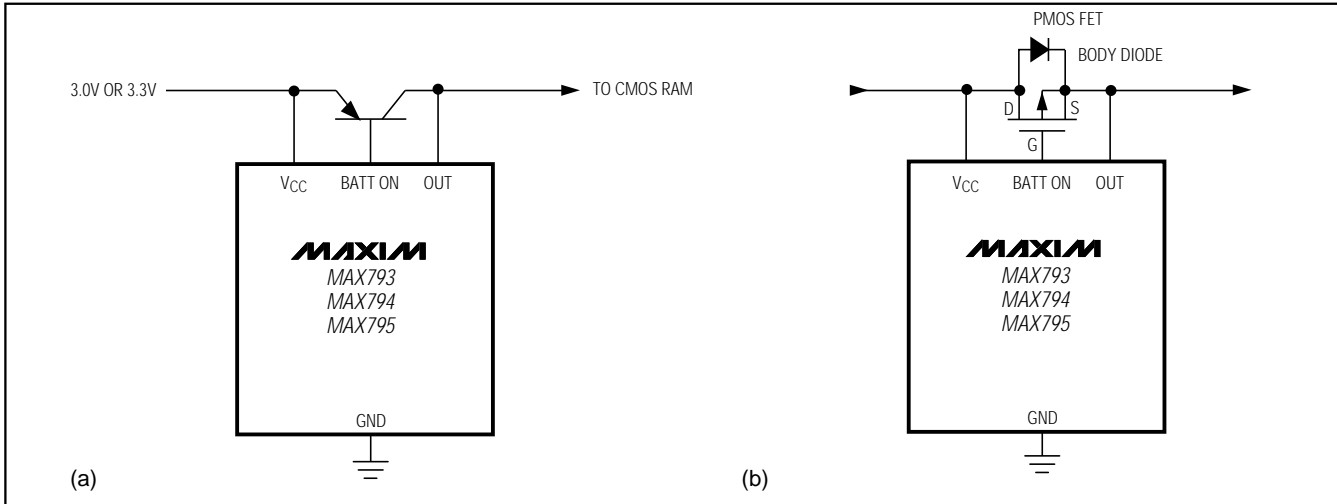 PMOS FET
BODY DIODE
3.0V OR 3.3V
TO CMOS RAM
D
S
G
VCC BATT ON OUT
MAXIM
MAX793
MAX794
MAX795
GND
(a)
VCC BATT ON OUT
MAXIM
MAX793
MAX794
MAX795
GND
(b)